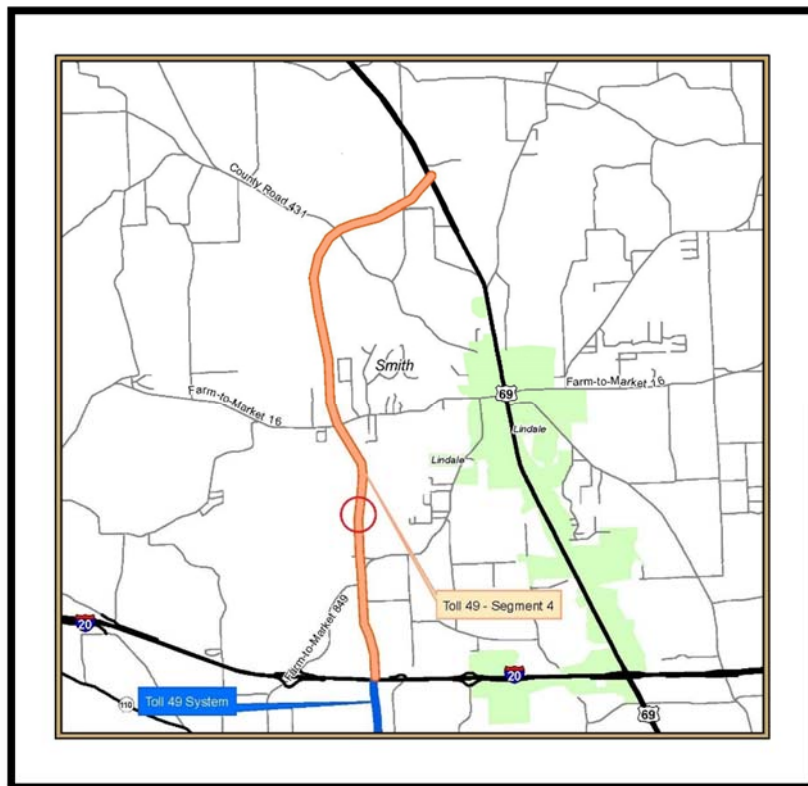 County Road 431
Smith
Farm-to-Market 16
69
Farm-to-Market 16
Lindale
Lindale
Toll 49 - Segment 4
Farm-to-Market 849
20
20
110
Toll 49 System
69